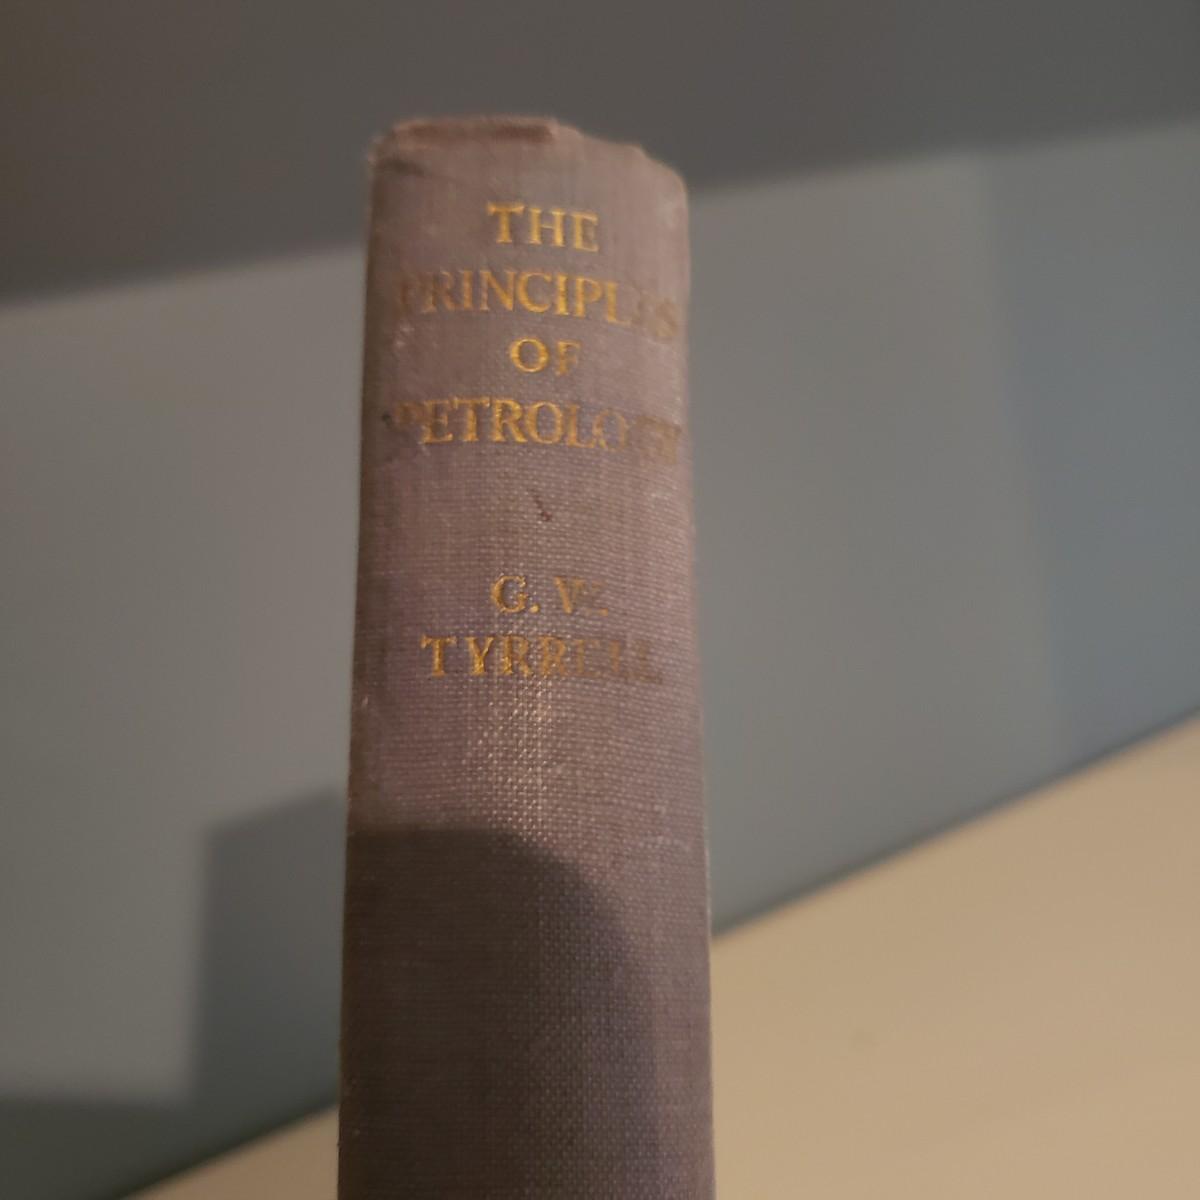 THE
PRINCIPLES
OF
PETROLOGY
G. W.
TYRRELL